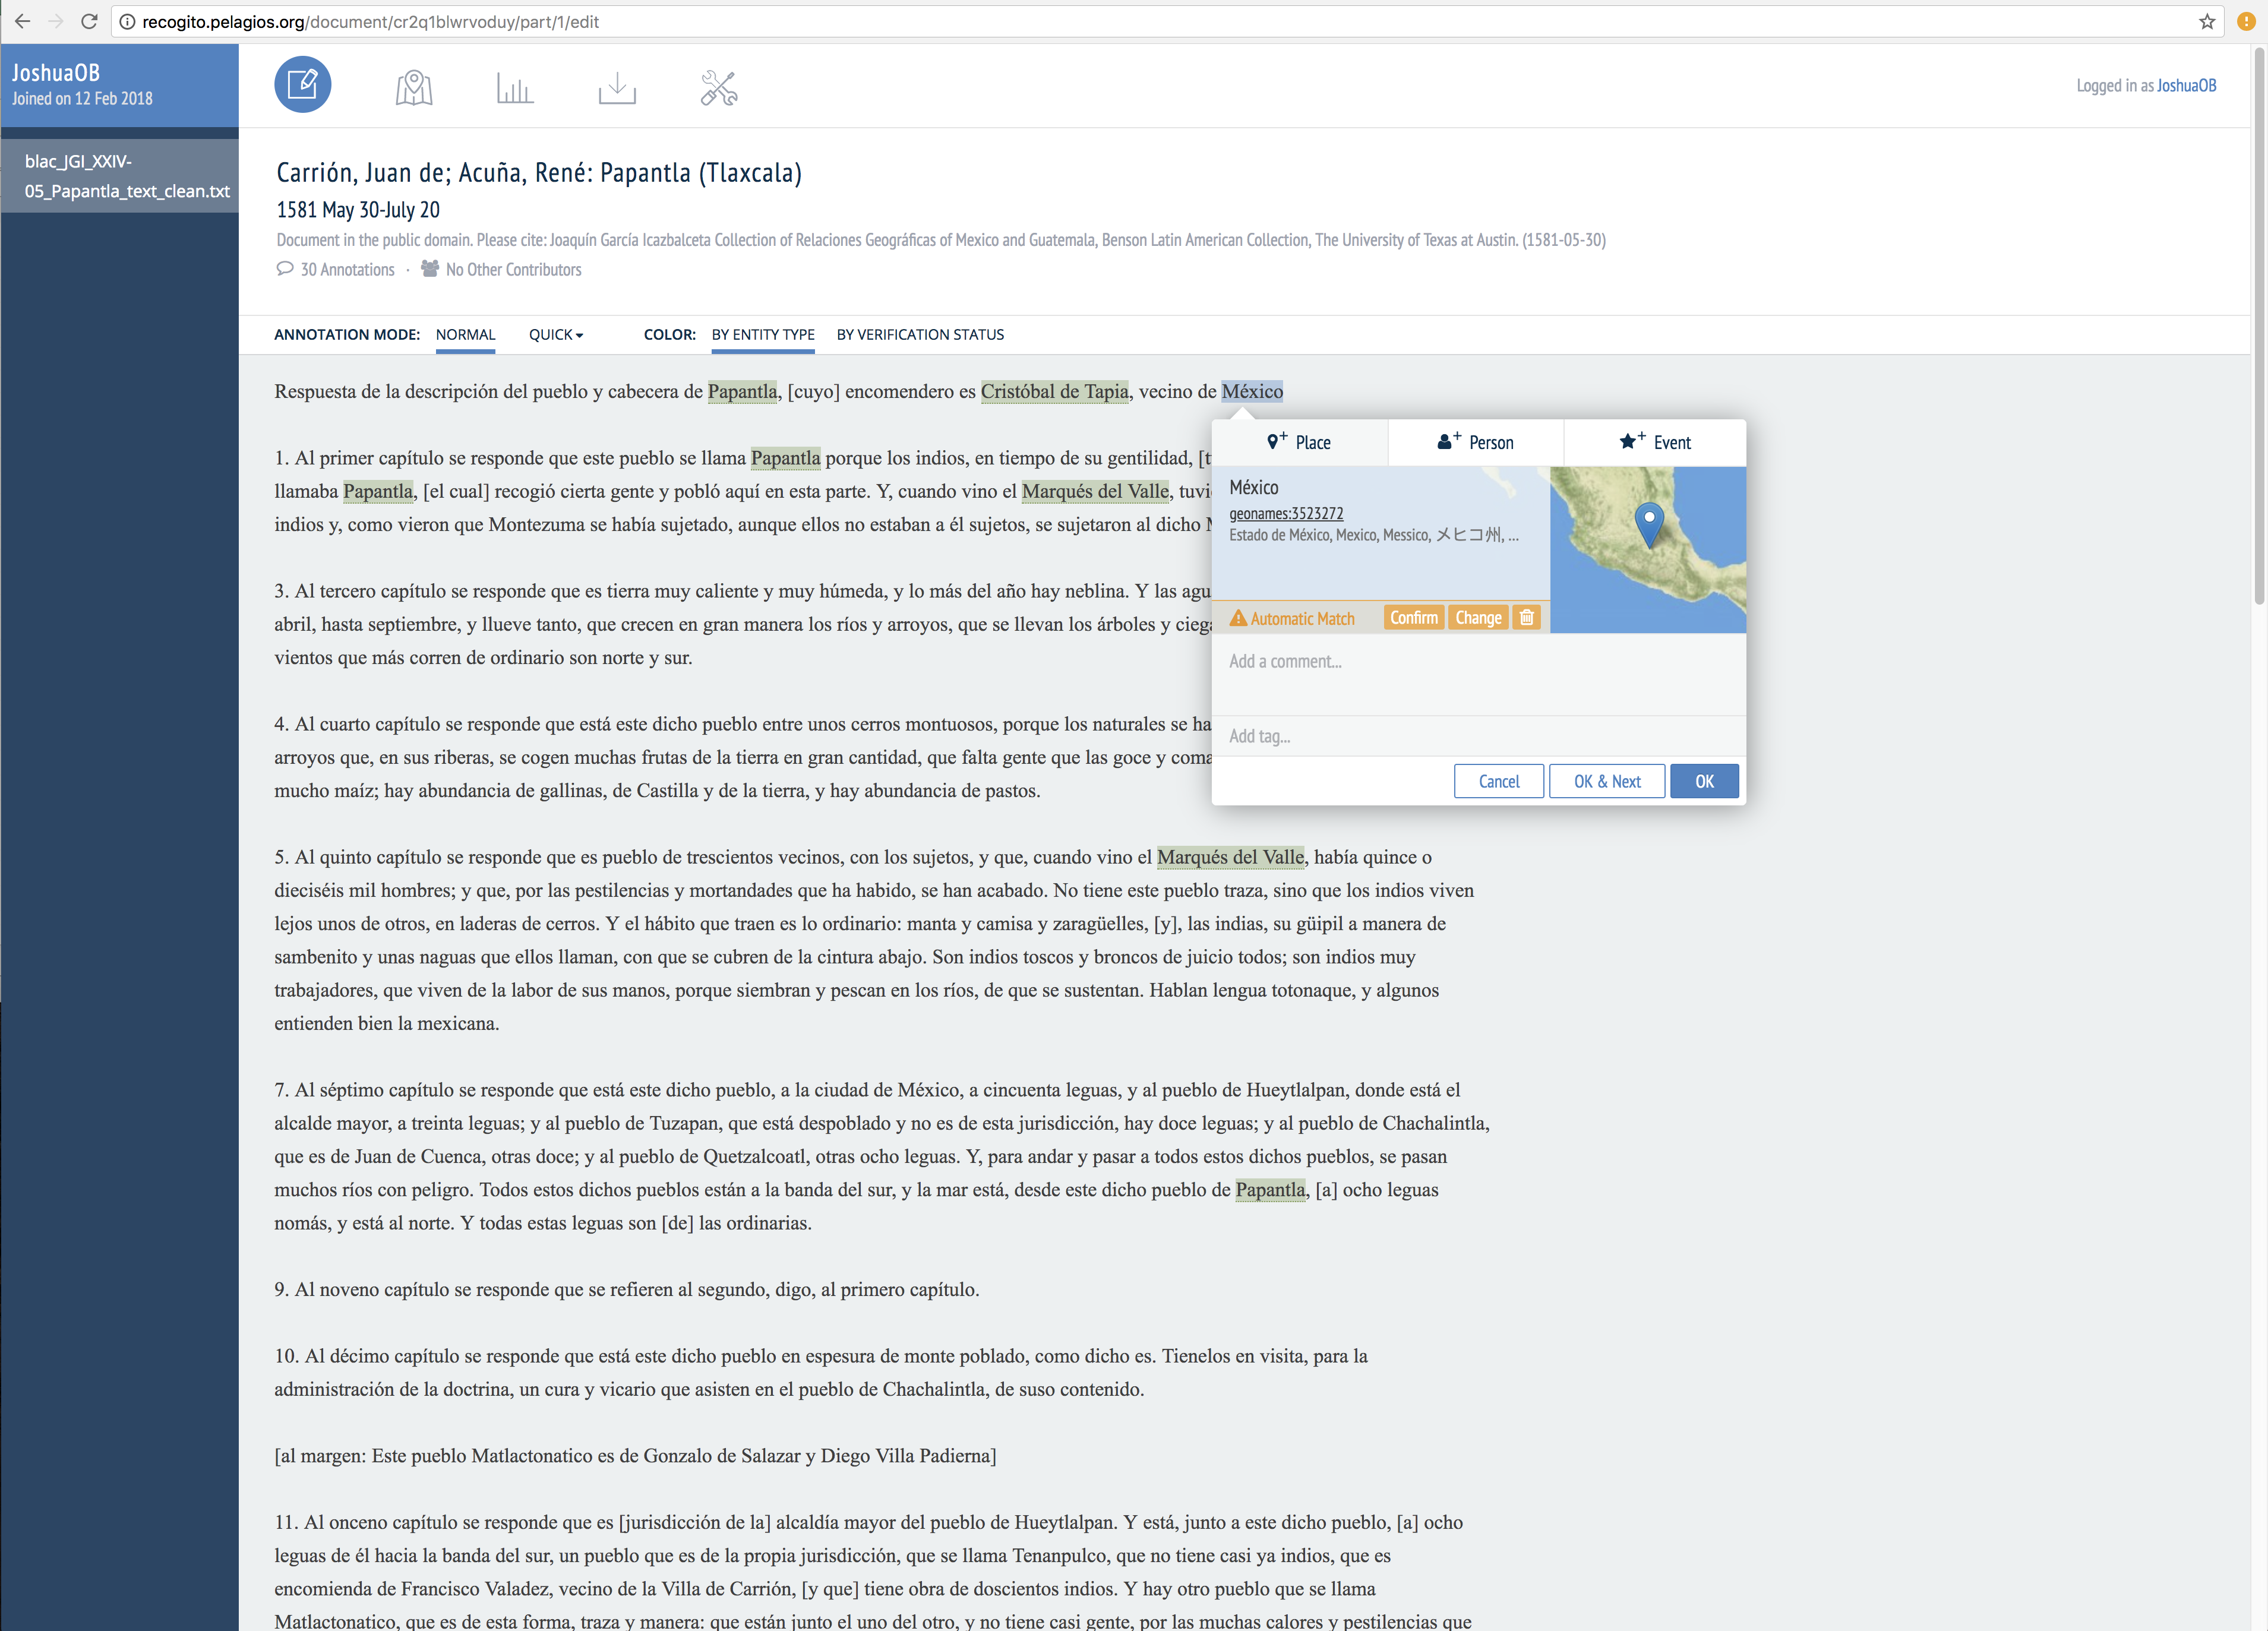 recogito.pelagios.org/document/cr2q1blwrvoduy/part/1/edit
JoshuaOB
Joined on 12 Feb 2018
Logged in as JoshuaOB
blac_JGI_XXIV-
05_Papantla_text_clean.txt
Carrión, Juan de; Acuña, René: Papantla (Tlaxcala)
1581 May 30-July 20
Document in the public domain. Please cite: Joaquín García Icazbalceta Collection of Relaciones Geográficas of Mexico and Guatemala, Benson Latin American Collection, The University of Texas at Austin. (1581-05-30)
30 Annotations · No Other Contributors
ANNOTATION MODE: NORMAL QUICK COLOR: BY ENTITY TYPE BY VERIFICATION STATUS
Respuesta de la descripción del pueblo y cabecera de Papantla, [cuyo] encomendero es Cristóbal de Tapia, vecino de México
1. Al primer capítulo se responde que este pueblo se llama Papantla porque los indios, en tiempo de su gentilidad, [t
llamaba Papantla, [el cual] recogió cierta gente y pobló aquí en esta parte. Y, cuando vino el Marqués del Valle, tuvi
indios y, como vieron que Montezuma se había sujetado, aunque ellos no estaban a él sujetos, se sujetaron al dicho M
3. Al tercero capítulo se responde que es tierra muy caliente y muy húmeda, y lo más del año hay neblina. Y las agu
abril, hasta septiembre, y llueve tanto, que crecen en gran manera los ríos y arroyos, que se llevan los árboles y ciega
vientos que más corren de ordinario son norte y sur.
4. Al cuarto capítulo se responde que está este dicho pueblo entre unos cerros montuosos, porque los naturales se ha
arroyos que, en sus riberas, se cogen muchas frutas de la tierra en gran cantidad, que falta gente que las goce y coma
mucho maíz; hay abundancia de gallinas, de Castilla y de la tierra, y hay abundancia de pastos.
Place Person Event
México
geonames:3523272
Estado de México, Mexico, Messico, メヒコ州, ...
Automatic Match Confirm Change
Add a comment...
Add tag...
Cancel OK & Next OK
5. Al quinto capítulo se responde que es pueblo de trescientos vecinos, con los sujetos, y que, cuando vino el Marqués del Valle, había quince o
dieciséis mil hombres; y que, por las pestilencias y mortandades que ha habido, se han acabado. No tiene este pueblo traza, sino que los indios viven
lejos unos de otros, en laderas de cerros. Y el hábito que traen es lo ordinario: manta y camisa y zaragüelles, [y], las indias, su güipil a manera de
sambenito y unas naguas que ellos llaman, con que se cubren de la cintura abajo. Son indios toscos y broncos de juicio todos; son indios muy
trabajadores, que viven de la labor de sus manos, porque siembran y pescan en los ríos, de que se sustentan. Hablan lengua totonaque, y algunos
entienden bien la mexicana.
7. Al séptimo capítulo se responde que está este dicho pueblo, a la ciudad de México, a cincuenta leguas, y al pueblo de Hueytlalpan, donde está el
alcalde mayor, a treinta leguas; y al pueblo de Tuzapan, que está despoblado y no es de esta jurisdicción, hay doce leguas; y al pueblo de Chachalintla,
que es de Juan de Cuenca, otras doce; y al pueblo de Quetzalcoatl, otras ocho leguas. Y, para andar y pasar a todos estos dichos pueblos, se pasan
muchos ríos con peligro. Todos estos dichos pueblos están a la banda del sur, y la mar está, desde este dicho pueblo de Papantla, [a] ocho leguas
nomás, y está al norte. Y todas estas leguas son [de] las ordinarias.
9. Al noveno capítulo se responde que se refieren al segundo, digo, al primero capítulo.
10. Al décimo capítulo se responde que está este dicho pueblo en espesura de monte poblado, como dicho es. Tienelos en visita, para la
administración de la doctrina, un cura y vicario que asisten en el pueblo de Chachalintla, de suso contenido.
[al margen: Este pueblo Matlactonatico es de Gonzalo de Salazar y Diego Villa Padierna]
11. Al onceno capítulo se responde que es [jurisdicción de la] alcaldía mayor del pueblo de Hueytlalpan. Y está, junto a este dicho pueblo, [a] ocho
leguas de él hacia la banda del sur, un pueblo que es de la propia jurisdicción, que se llama Tenanpulco, que no tiene casi ya indios, que es
encomienda de Francisco Valadez, vecino de la Villa de Carrión, [y que] tiene obra de doscientos indios. Y hay otro pueblo que se llama
Matlactonatico, que es de esta forma, traza y manera: que están junto el uno del otro, y no tiene casi gente, por las muchas calores y pestilencias que